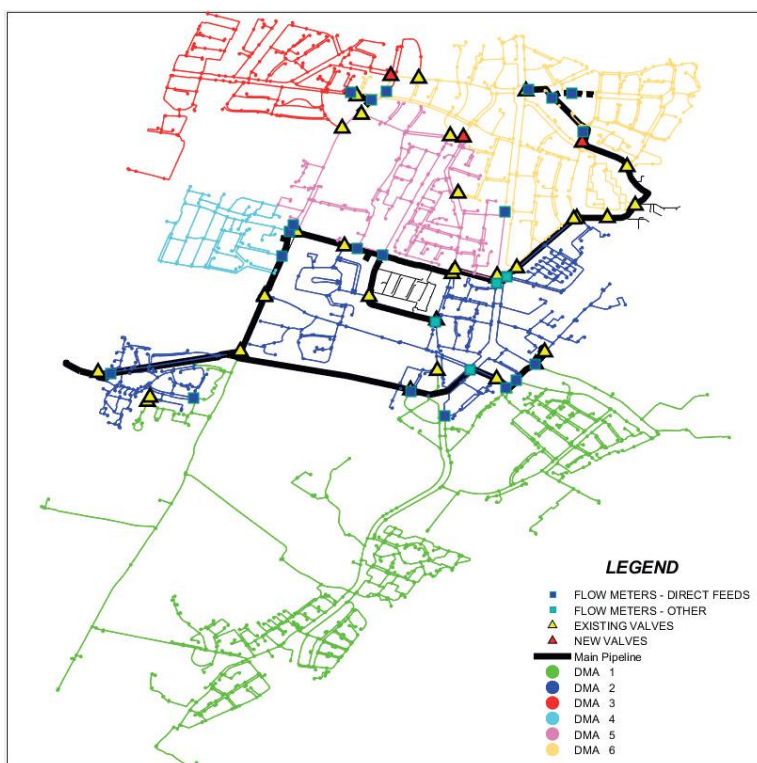 LEGEND
FLOW METERS - DIRECT FEEDS
FLOW METERS - OTHER
EXISTING VALVES
NEW VALVES
Main Pipeline
DMA 1
DMA 2
DMA 3
DMA 4
DMA 5
DMA 6